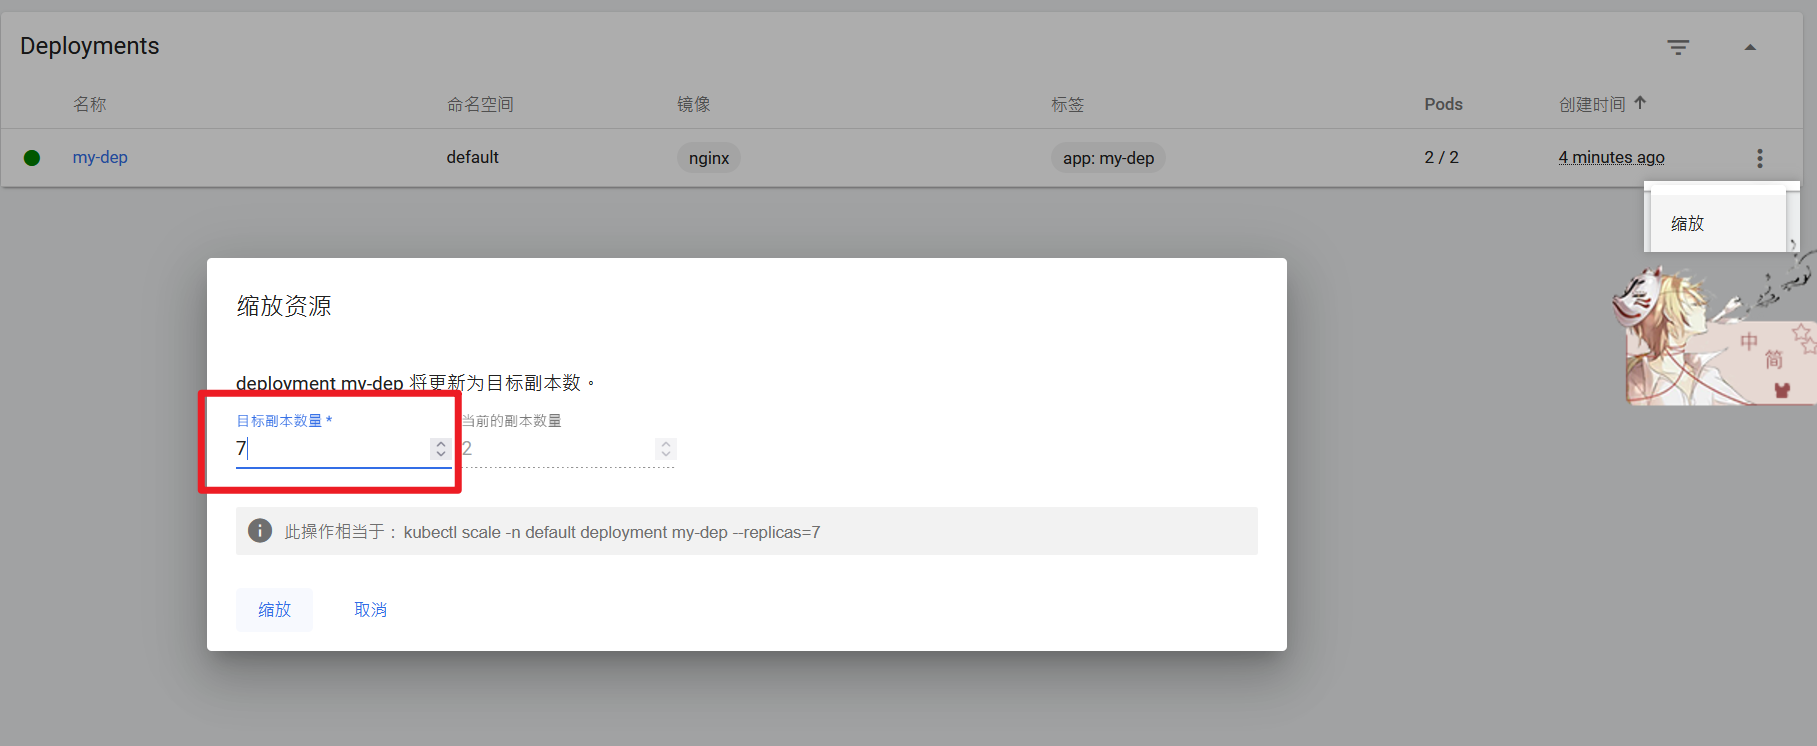 Deployments
名称 命名空间 镜像 标签 Pods 创建时间
my-dep default nginx app: my-dep 2 / 2 4 minutes ago
缩放
中
简
缩放资源
deployment my-dep 将更新为目标副本数。
目标副本数量 * 当前的副本数量
7 2
此操作相当于：kubectl scale -n default deployment my-dep --replicas=7
缩放 取消